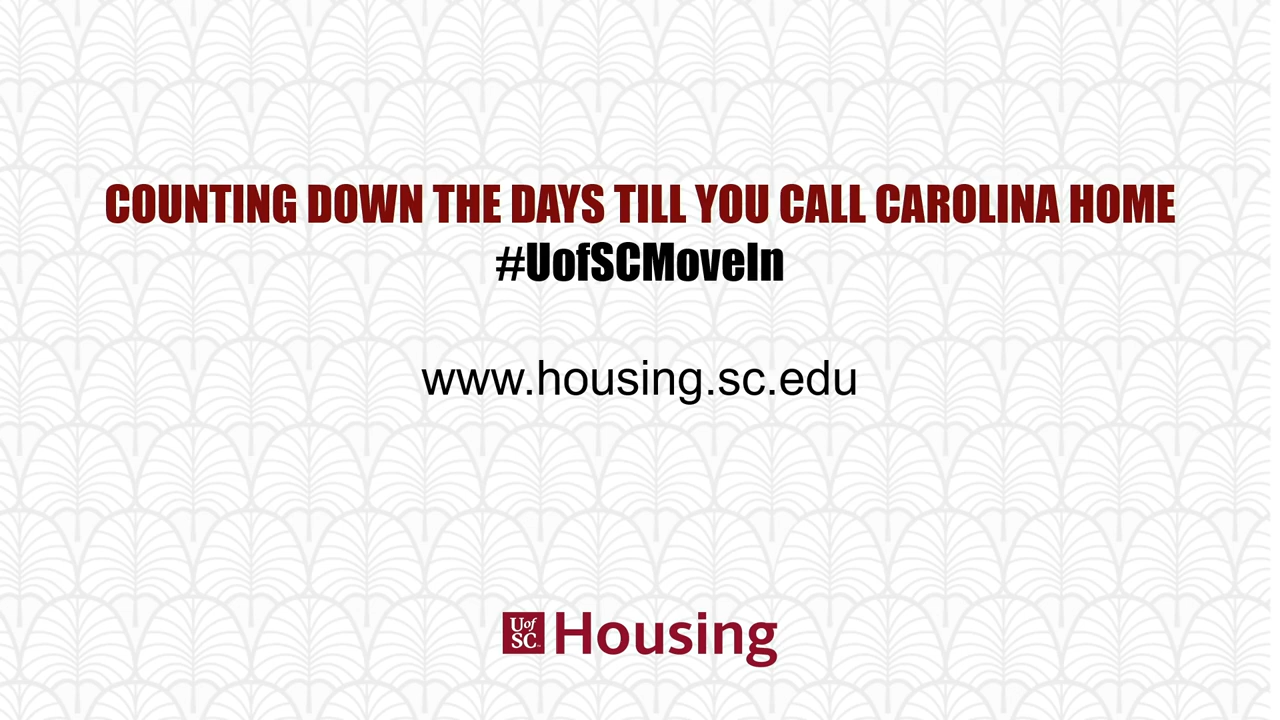 COUNTING DOWN THE DAYS TILL YOU CALL CAROLINA HOME
#UofSCMoveIn
www.housing.sc.edu
UofSC Housing